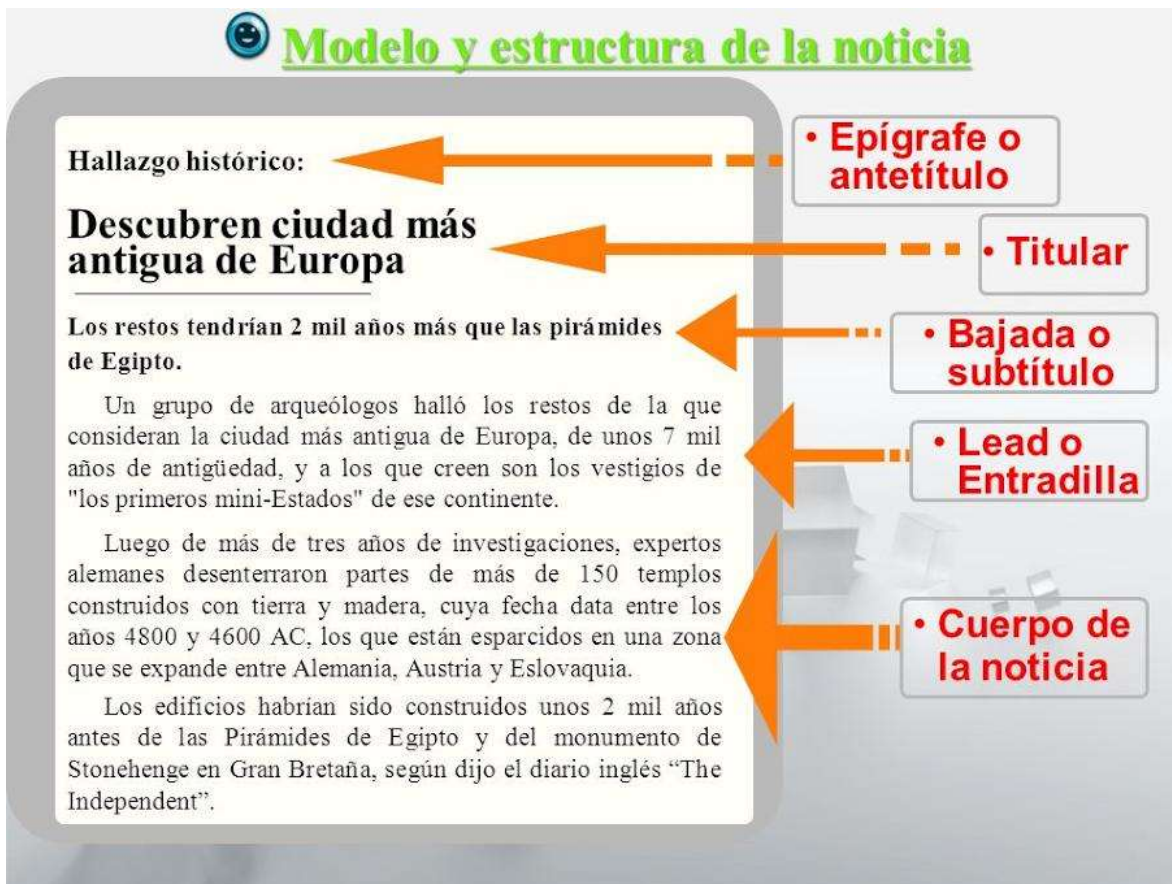 Modelo y estructura de la noticia
Hallazgo histórico:
• Epígrafe o
antetítulo
Descubren ciudad más
antigua de Europa
• Titular
Los restos tendrían 2 mil años más que las pirámides
de Egipto.
• Bajada o
subtítulo
Un grupo de arqueólogos halló los restos de la que
consideran la ciudad más antigua de Europa, de unos 7 mil
años de antigüedad, y a los que creen son los vestigios de
"los primeros mini-Estados" de ese continente.
• Lead o
Entradilla
Luego de más de tres años de investigaciones, expertos
alemanes desenterraron partes de más de 150 templos
construidos con tierra y madera, cuya fecha data entre los
años 4800 y 4600 AC, los que están esparcidos en una zona
que se expande entre Alemania, Austria y Eslovaquia.
Los edificios habrían sido construidos unos 2 mil años
antes de las Pirámides de Egipto y del monumento de
Stonehenge en Gran Bretaña, según dijo el diario inglés “The
Independent”.
• Cuerpo de
la noticia